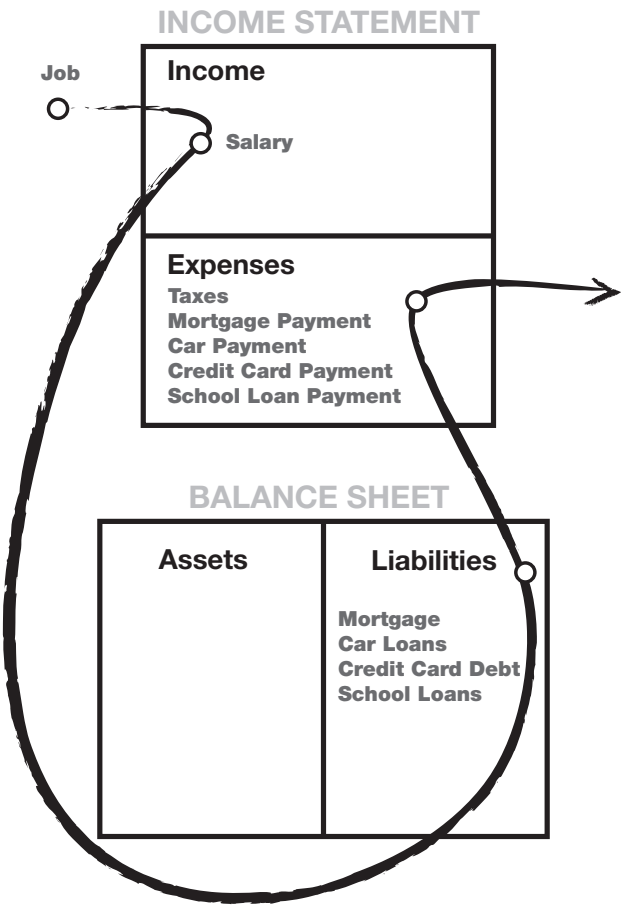 INCOME STATEMENT
Job
Income
Salary
Expenses
Taxes
Mortgage Payment
Car Payment
Credit Card Payment
School Loan Payment
BALANCE SHEET
Assets
Liabilities
Mortgage
Car Loans
Credit Card Debt
School Loans